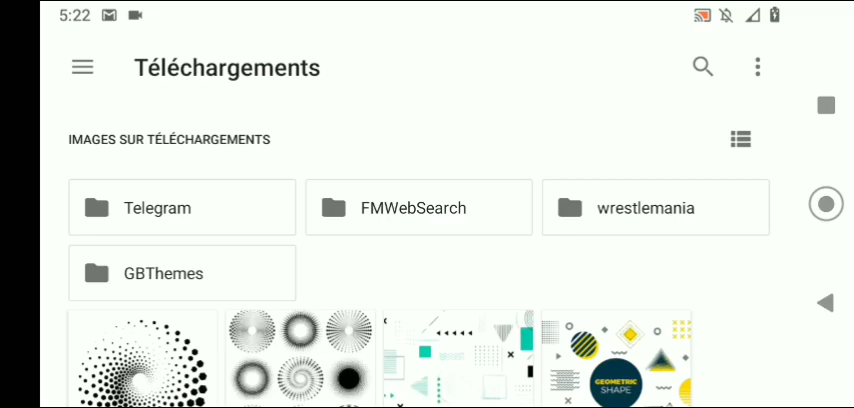 5:22
Téléchargements
IMAGES SUR TÉLÉCHARGEMENTS
Telegram
FMWebSearch
wrestlemania
GBThemes
GEOMETRIC
SHAPE